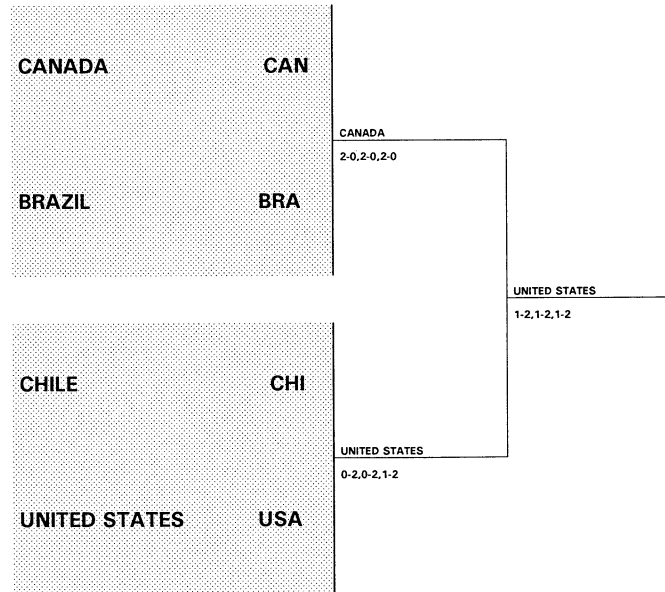 CANADA CAN
CANADA
2-0,2-0,2-0
BRAZIL BRA
UNITED STATES
1-2,1-2,1-2
CHILE CHI
UNITED STATES
0-2,0-2,1-2
UNITED STATES USA